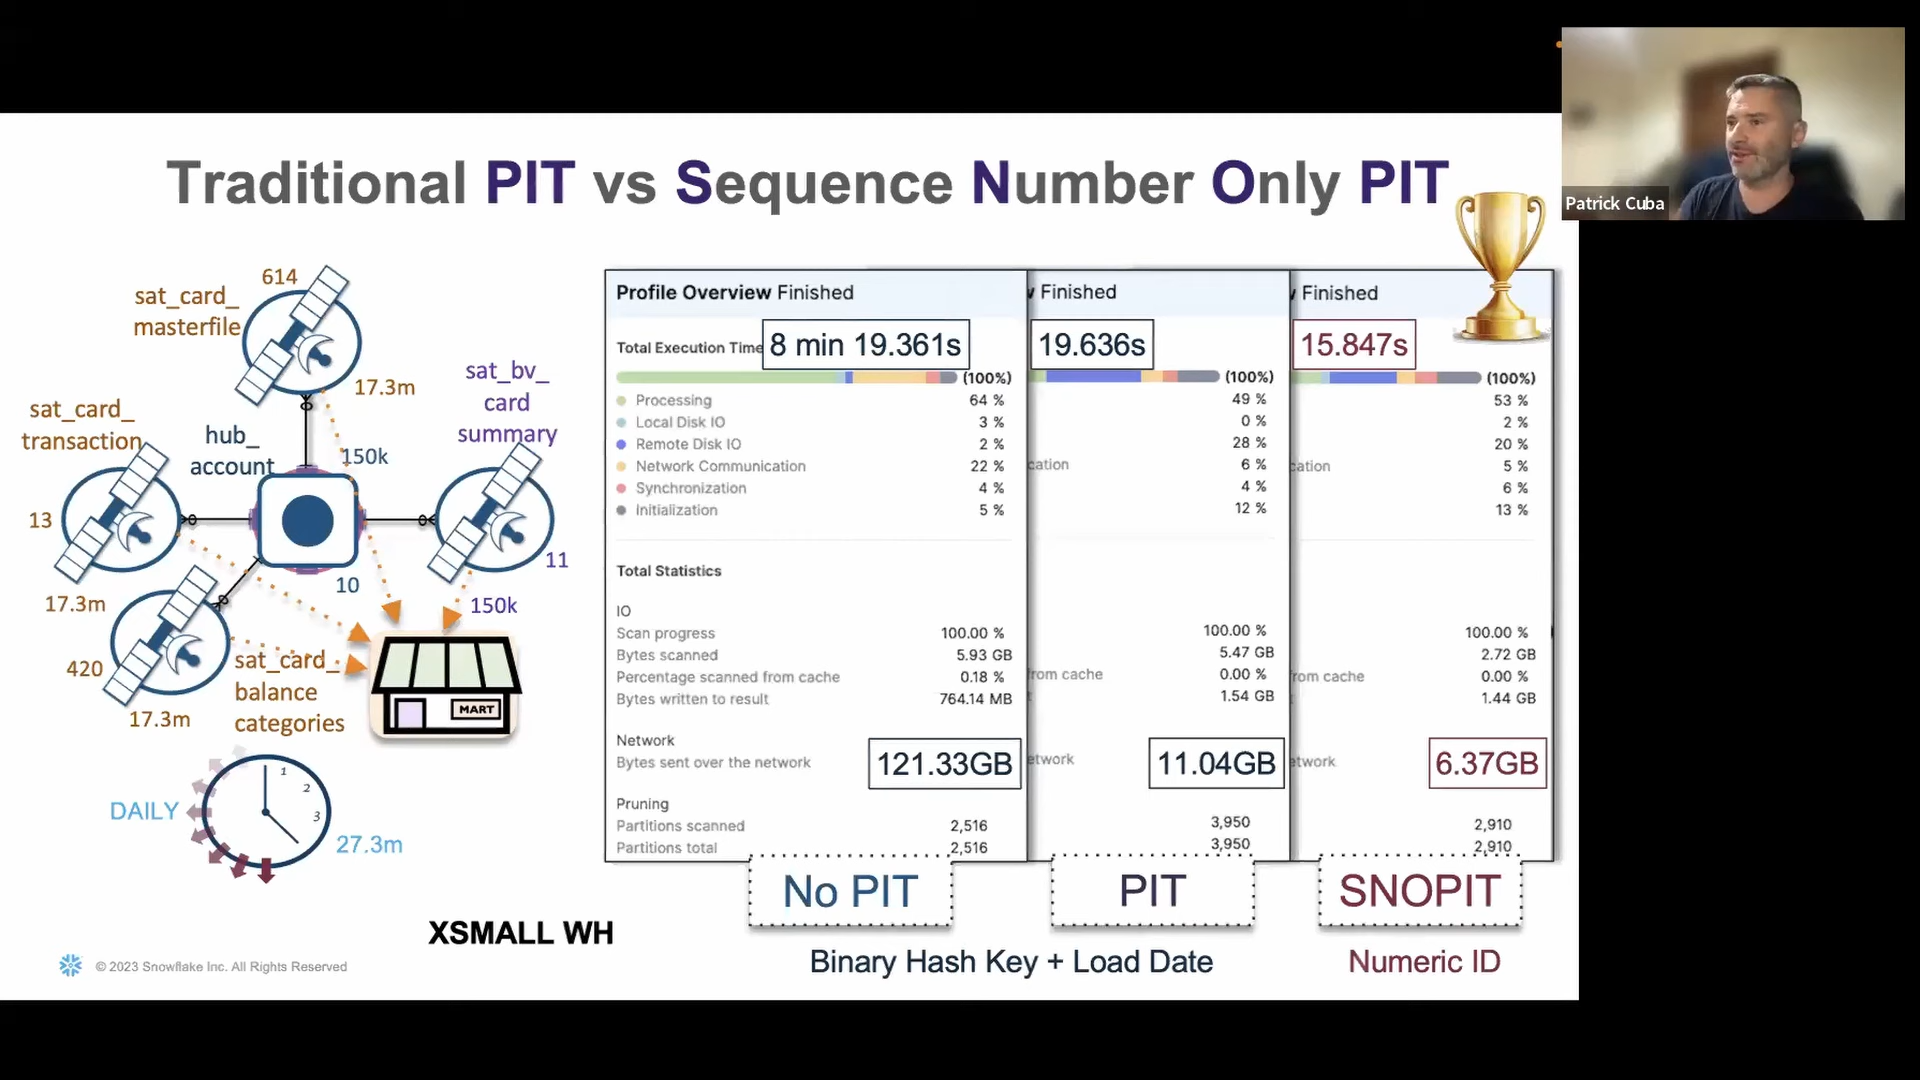 Patrick Cuba
Traditional PIT vs Sequence Number Only PIT
614
sat_card_
masterfile
17.3m
sat_card_
transaction
hub_
account
150k
sat_bv_
card
summary
13
10
11
17.3m
150k
420
sat_card_
balance
categories
17.3m
MART
DAILY
1
2
3
27.3m
XSMALL WH
© 2023 Snowflake Inc. All Rights Reserved
Profile Overview Finished
Total Execution Time 8 min 19.361s
(100%)
Processing 64 %
Local Disk IO 3 %
Remote Disk IO 2 %
Network Communication 22 %
Synchronization 4 %
Initialization 5 %
Total Statistics
IO
Scan progress 100.00 %
Bytes scanned 5.93 GB
Percentage scanned from cache 0.18 %
Bytes written to result 764.14 MB
Network
Bytes sent over the network 121.33GB
Pruning
Partitions scanned 2,516
Partitions total 2,516
No PIT
Finished
19.636s
(100%)
49 %
0 %
28 %
cation 6 %
4 %
12 %
100.00 %
5.47 GB
from cache 0.00 %
1.54 GB
etwork 11.04GB
3,950
3,950
PIT
Binary Hash Key + Load Date
Finished
15.847s
(100%)
53 %
2 %
20 %
cation 5 %
6 %
13 %
100.00 %
2.72 GB
from cache 0.00 %
1.44 GB
etwork 6.37GB
2,910
2,910
SNOPIT
Numeric ID